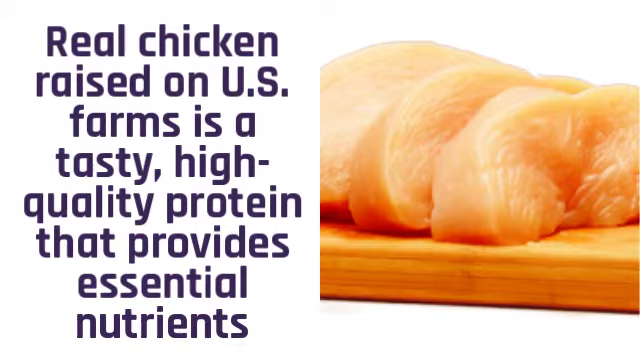 Real chicken
raised on U.S.
farms is a
tasty, high-
quality protein
that provides
essential
nutrients